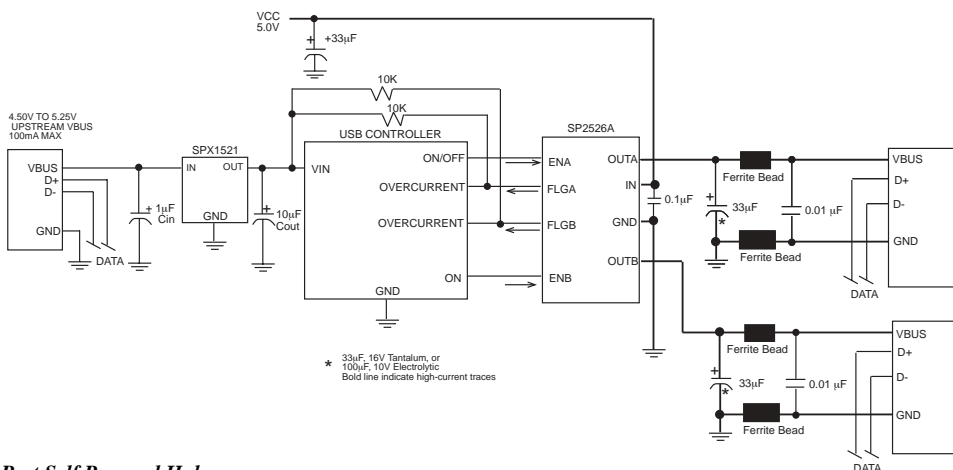 VCC
5.0V
+
+33µF
10K
10K
4.50V TO 5.25V
UPSTREAM VBUS
100mA MAX
USB CONTROLLER
SP2526A
SPX1521
VBUS
D+
D-
GND
DATA
+
1µF
Cin
IN
OUT
GND
+
10µF
Cout
VIN
ON/OFF
OVERCURRENT
OVERCURRENT
ON
GND
ENA
FLGA
FLGB
ENB
OUTA
IN
GND
OUTB
0.1µF
Ferrite Bead
+
33µF
*
0.01 µF
Ferrite Bead
VBUS
D+
D-
GND
DATA
Ferrite Bead
+
33µF
*
0.01 µF
Ferrite Bead
VBUS
D+
D-
GND
DATA
* 33µF, 16V Tantalum, or
100µF, 10V Electrolytic
Bold line indicate high-current traces